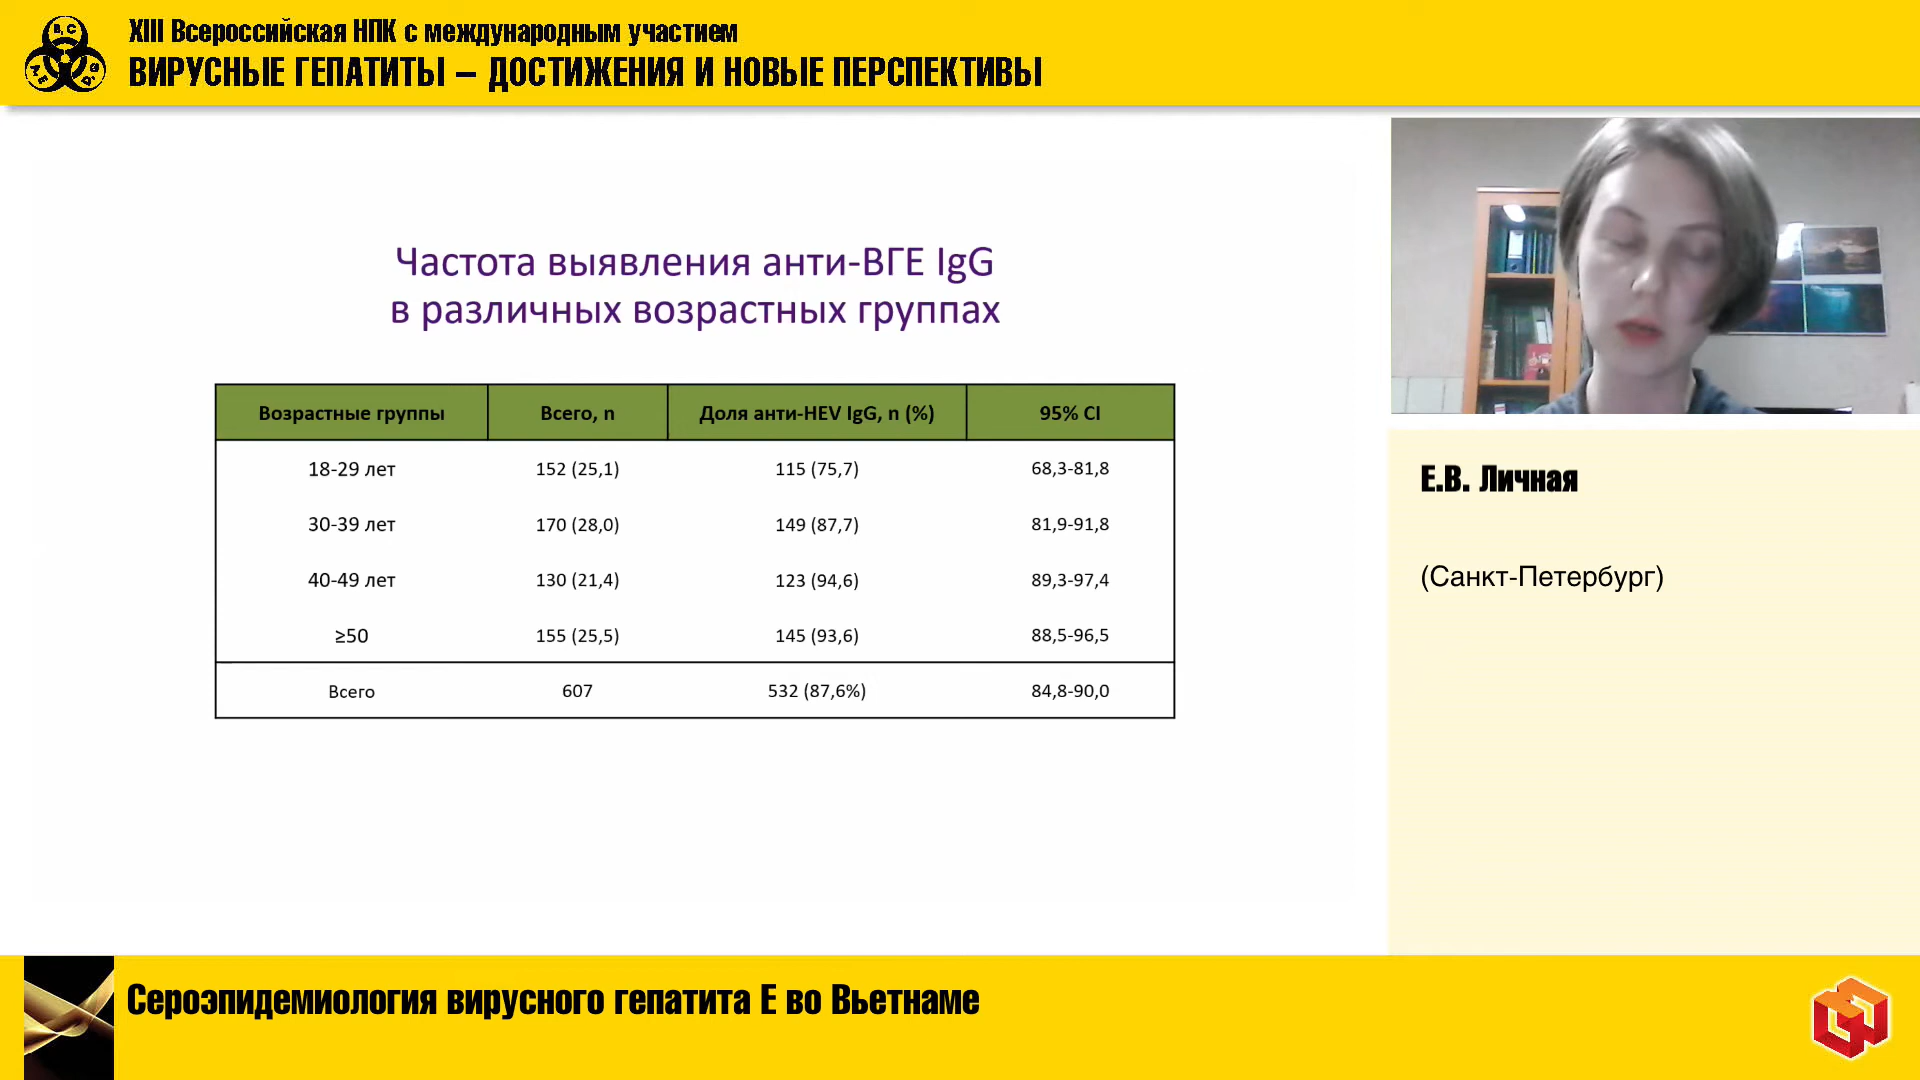 XIII Всероссийская НПК с международным участием
ВИРУСНЫЕ ГЕПАТИТЫ – ДОСТИЖЕНИЯ И НОВЫЕ ПЕРСПЕКТИВЫ
B, C
Частота выявления анти-ВГЕ IgG
в различных возрастных группах
Возрастные группы Всего, n Доля анти-HEV IgG, n (%) 95% CI
18-29 лет 152 (25,1) 115 (75,7) 68,3-81,8
30-39 лет 170 (28,0) 149 (87,7) 81,9-91,8
40-49 лет 130 (21,4) 123 (94,6) 89,3-97,4
≥50 155 (25,5) 145 (93,6) 88,5-96,5
Всего 607 532 (87,6%) 84,8-90,0
Е.В. Личная
(Санкт-Петербург)
Сероэпидемиология вирусного гепатита Е во Вьетнаме